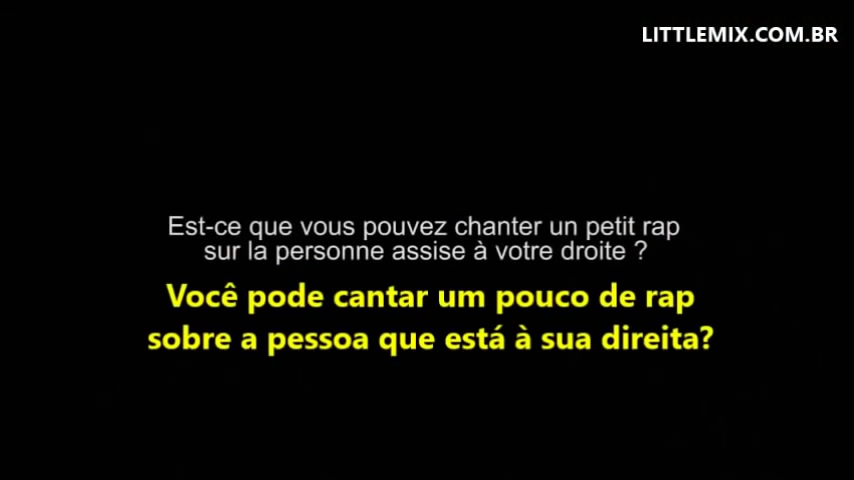 LITTLEMIX.COM.BR
Est-ce que vous pouvez chanter un petit rap
sur la personne assise à votre droite ?
Você pode cantar um pouco de rap
sobre a pessoa que está à sua direita?